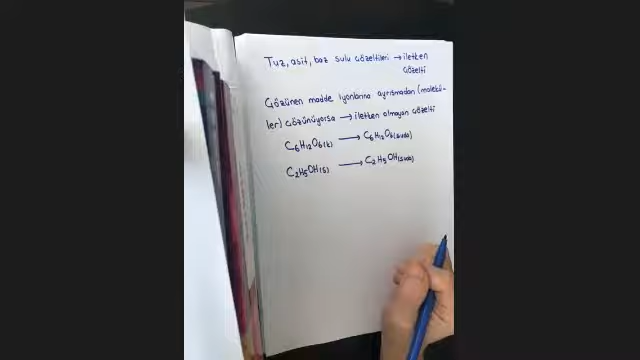 Tuz, asit, baz sulu çözeltileri → iletken
çözelti
Çözünen madde iyonlarına ayrışmadan (molekü-
ler) çözünüyorsa → iletken olmayan çözelti
C₆H₁₂O₆(k) → C₆H₁₂O₆(suda)
C₂H₅OH(s) → C₂H₅OH(suda)